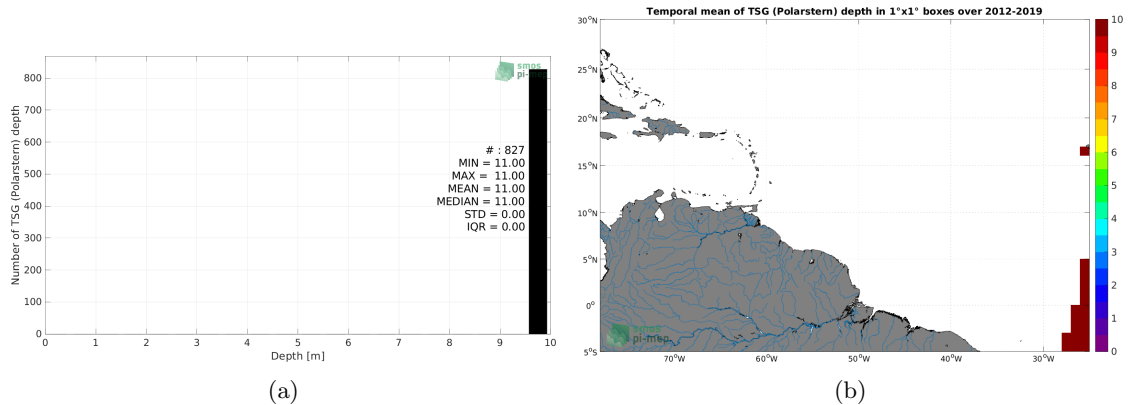 smos
pi-mep
800
700
600
500
400
300
200
100
0
Number of TSG (Polarstern) depth
# : 827
MIN = 11.00
MAX = 11.00
MEAN = 11.00
MEDIAN = 11.00
STD = 0.00
IQR = 0.00
0 1 2 3 4 5 6 7 8 9 10
Depth [m]
(a)
Temporal mean of TSG (Polarstern) depth in 1°x1° boxes over 2012-2019
30°N
25°N
20°N
15°N
10°N
5°N
0°
5°S
70°W 60°W 50°W 40°W 30°W
smos
pi-mep
10
9
8
7
6
5
4
3
2
1
0
(b)